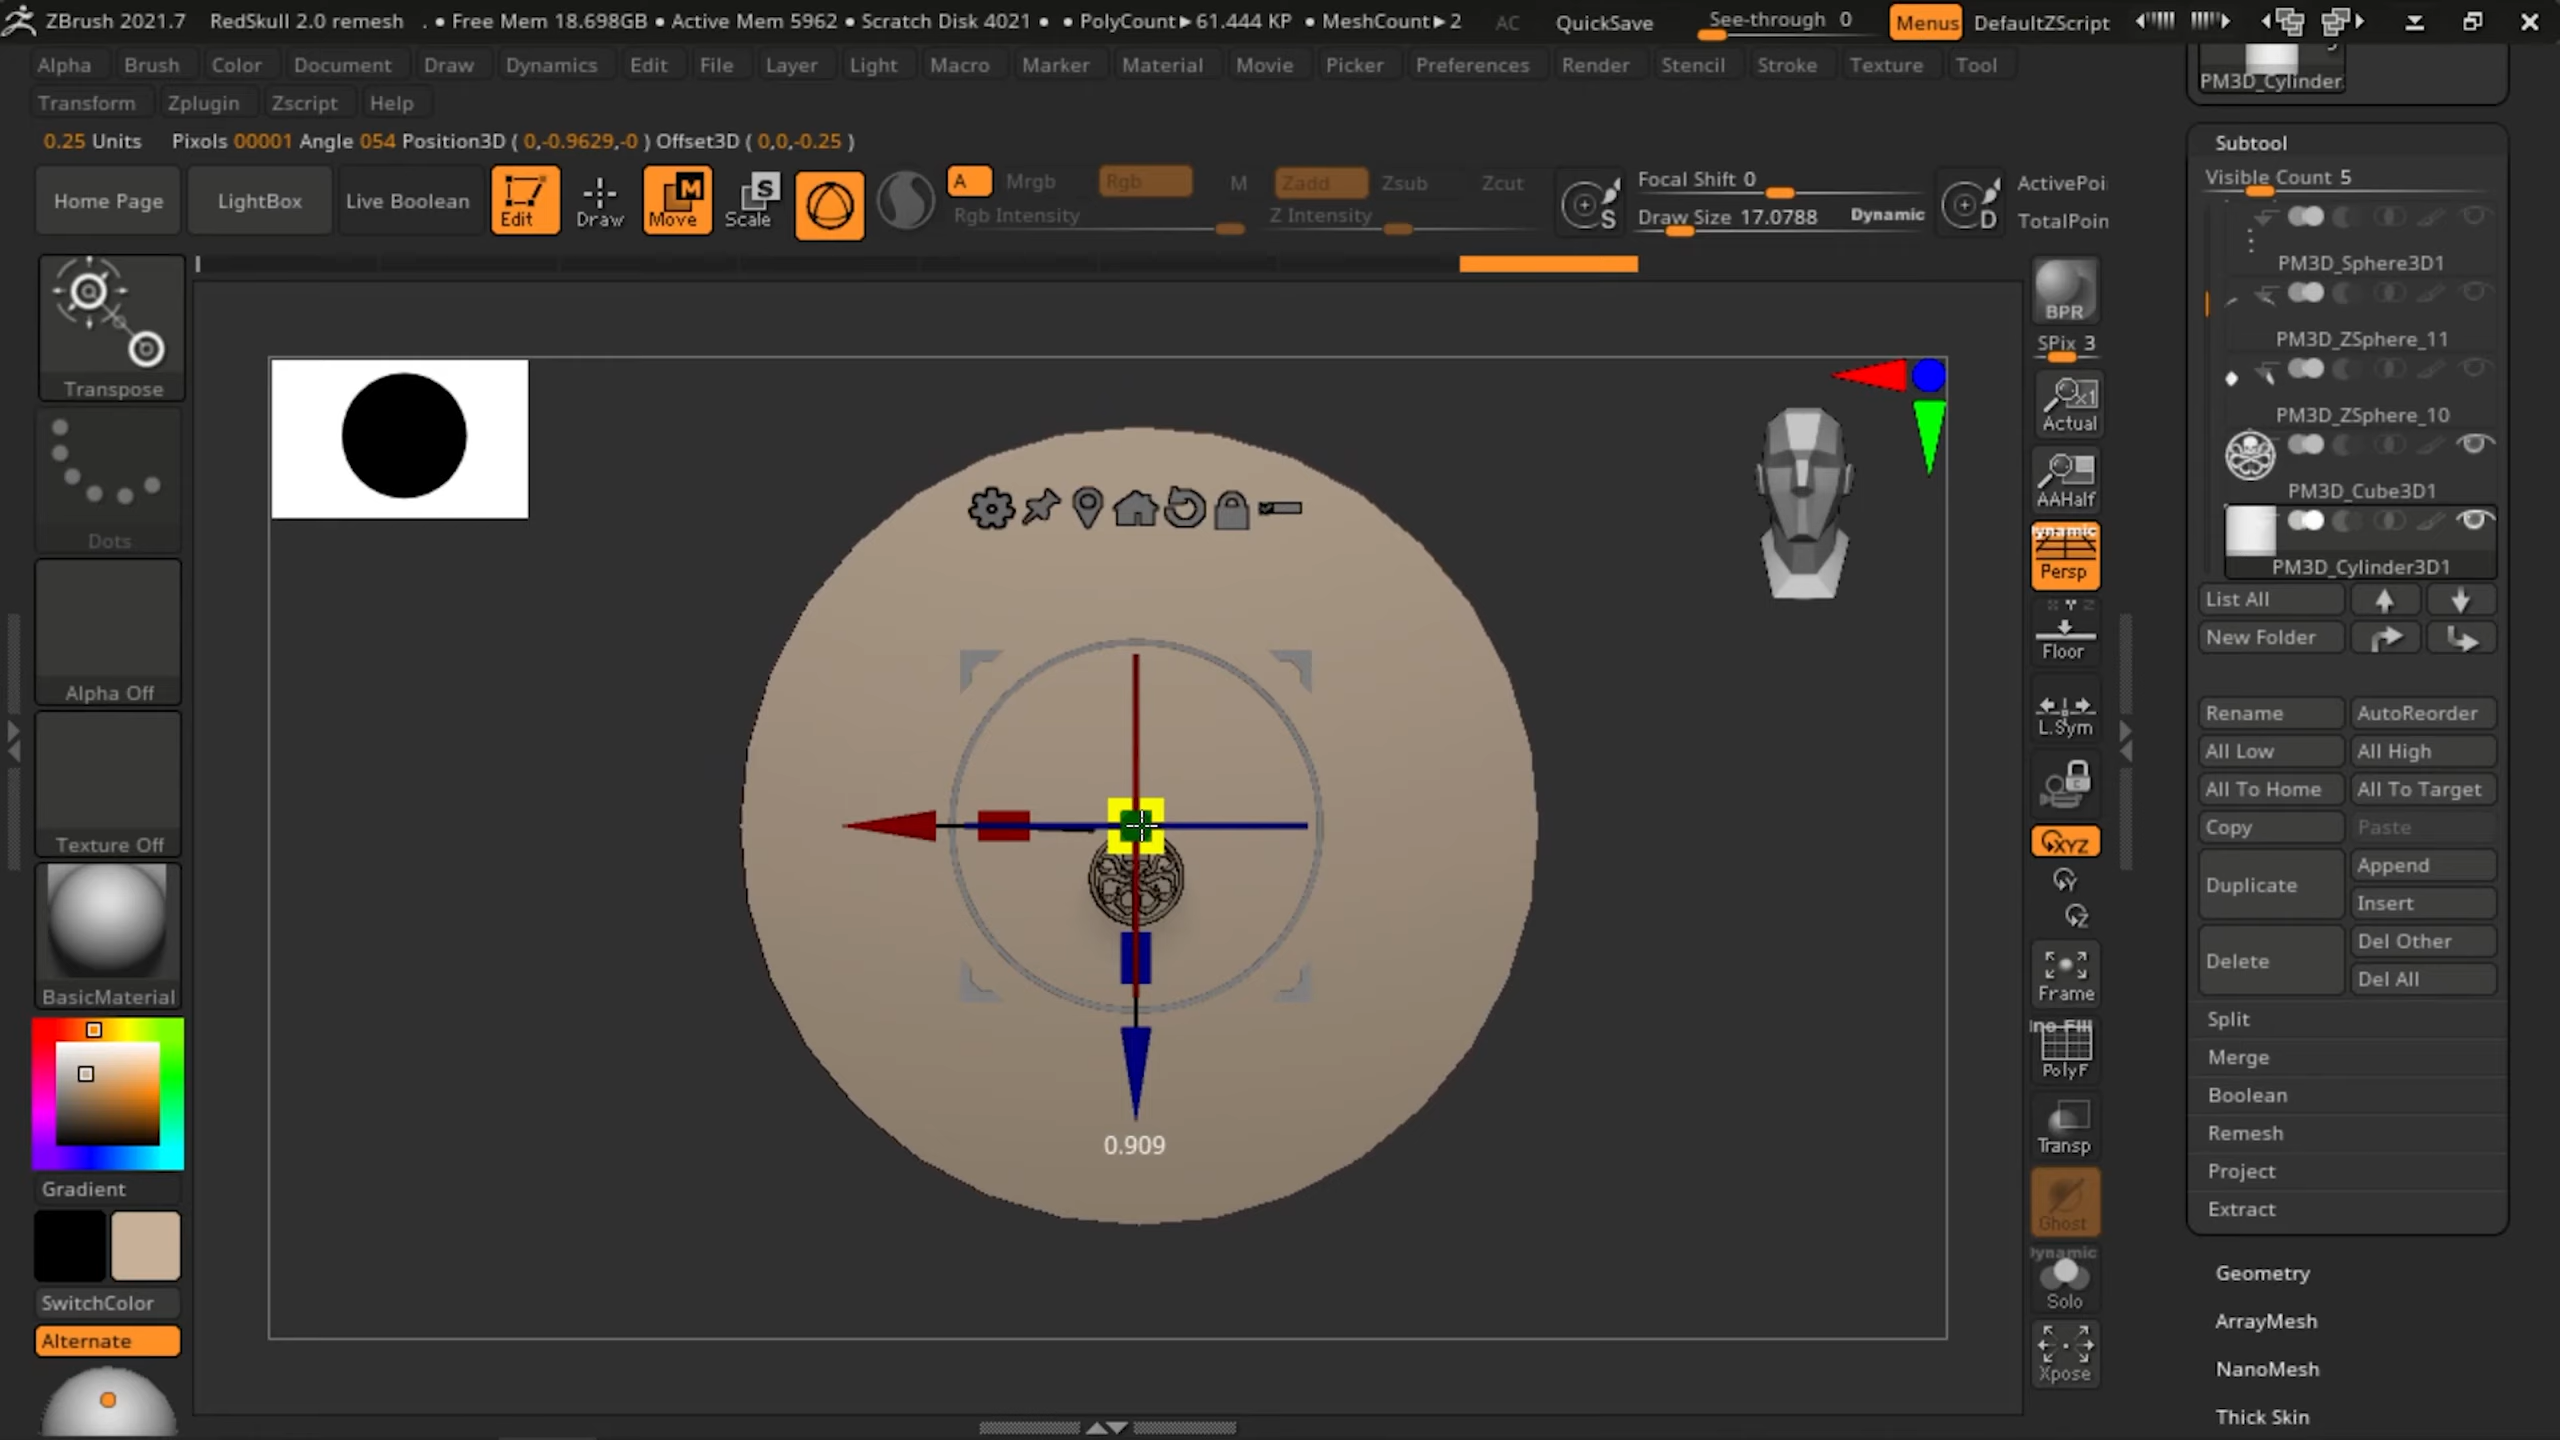 ZBrush 2021.7 RedSkull 2.0 remesh . • Free Mem 18.698GB • Active Mem 5962 • Scratch Disk 4021 • • PolyCount▶61.444 KP • MeshCount▶2 AC QuickSave See-through 0 Menus DefaultZScript
Alpha Brush Color Document Draw Dynamics Edit File Layer Light Macro Marker Material Movie Picker Preferences Render Stencil Stroke Texture Tool
Transform Zplugin Zscript Help
0.25 Units Pixols 00001 Angle 054 Position3D ( 0,-0.9629,-0 ) Offset3D ( 0,0,-0.25 )
Home Page LightBox Live Boolean Edit Draw Move Scale
M S
A Mrgb Rgb M Zadd Zsub Zcut
Rgb Intensity Z Intensity
S Focal Shift 0
Draw Size 17.0788 Dynamic
D ActivePoi
TotalPoin
Transpose
Dots
Alpha Off
Texture Off
BasicMaterial
Gradient
SwitchColor
Alternate
0.909
BPR
SPix 3
Actual
AAHalf
Persp
Floor
L.Sym
XYZ
Y
Z
Frame
PolyF
Transp
Ghost
Dynamic
Solo
Xpose
PM3D_Cylinder
Subtool
Visible Count 5
PM3D_Sphere3D1
PM3D_ZSphere_11
PM3D_ZSphere_10
PM3D_Cube3D1
PM3D_Cylinder3D1
List All
New Folder
Rename AutoReorder
All Low All High
All To Home All To Target
Copy Paste
Duplicate Append
Insert
Delete Del Other
Del All
Split
Merge
Boolean
Remesh
Project
Extract
Geometry
ArrayMesh
NanoMesh
Thick Skin